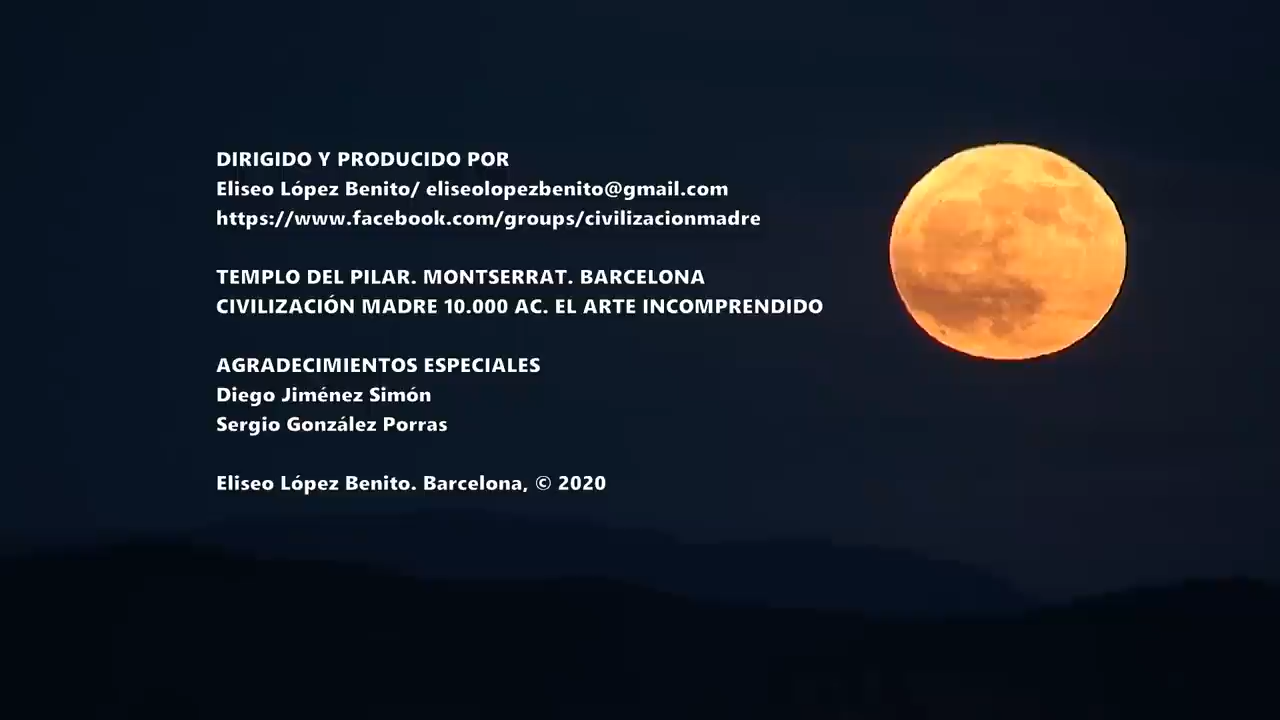 DIRIGIDO Y PRODUCIDO POR
Eliseo López Benito/ eliseolopezbenito@gmail.com
https://www.facebook.com/groups/civilizacionmadre
TEMPLO DEL PILAR. MONTSERRAT. BARCELONA
CIVILIZACIÓN MADRE 10.000 AC. EL ARTE INCOMPRENDIDO
AGRADECIMIENTOS ESPECIALES
Diego Jiménez Simón
Sergio González Porras
Eliseo López Benito. Barcelona, © 2020